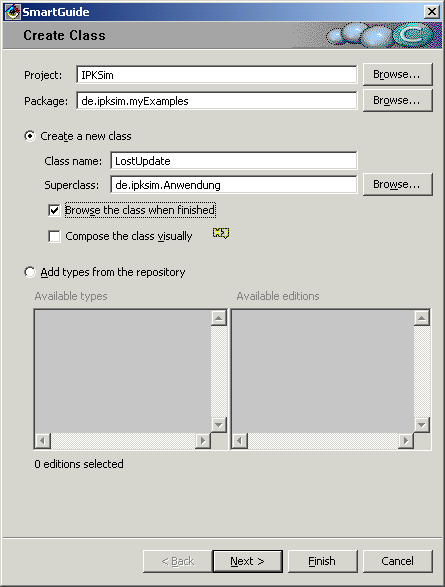 SmartGuide
Create Class
Project: IPKSim Browse...
Package: de.ipksim.myExamples Browse...
Create a new class
Class name: LostUpdate
Superclass: de.ipksim.Anwendung Browse...
Browse the class when finished
Compose the class visually
Add types from the repository
Available types Available editions
0 editions selected
< Back Next > Finish Cancel